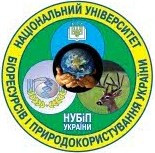 НАЦІОНАЛЬНИЙ УНІВЕРСИТЕТ
БІОРЕСУРСІВ І ПРИРОДОКОРИСТУВАННЯ УКРАЇНИ
НУБіП
УКРАЇНИ